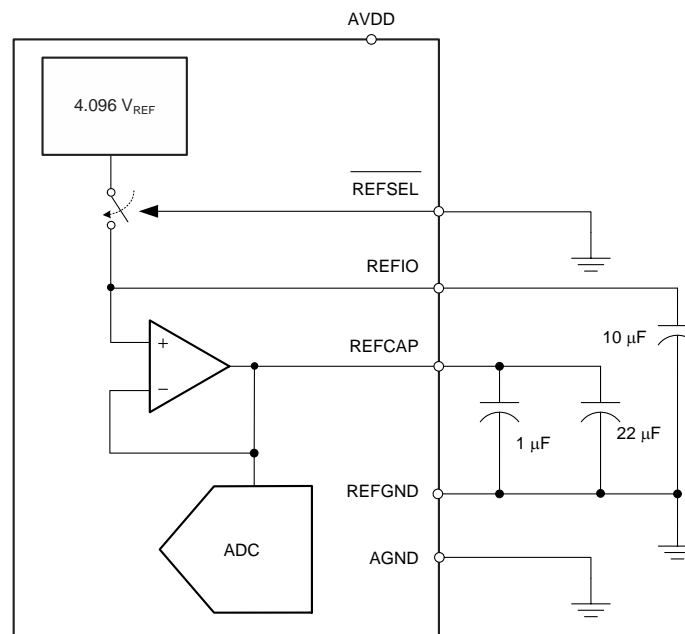 AVDD
4.096 VREF
REFSEL
REFIO
10 μF
REFCAP
1 μF
22 μF
REFGND
ADC
AGND
+
−